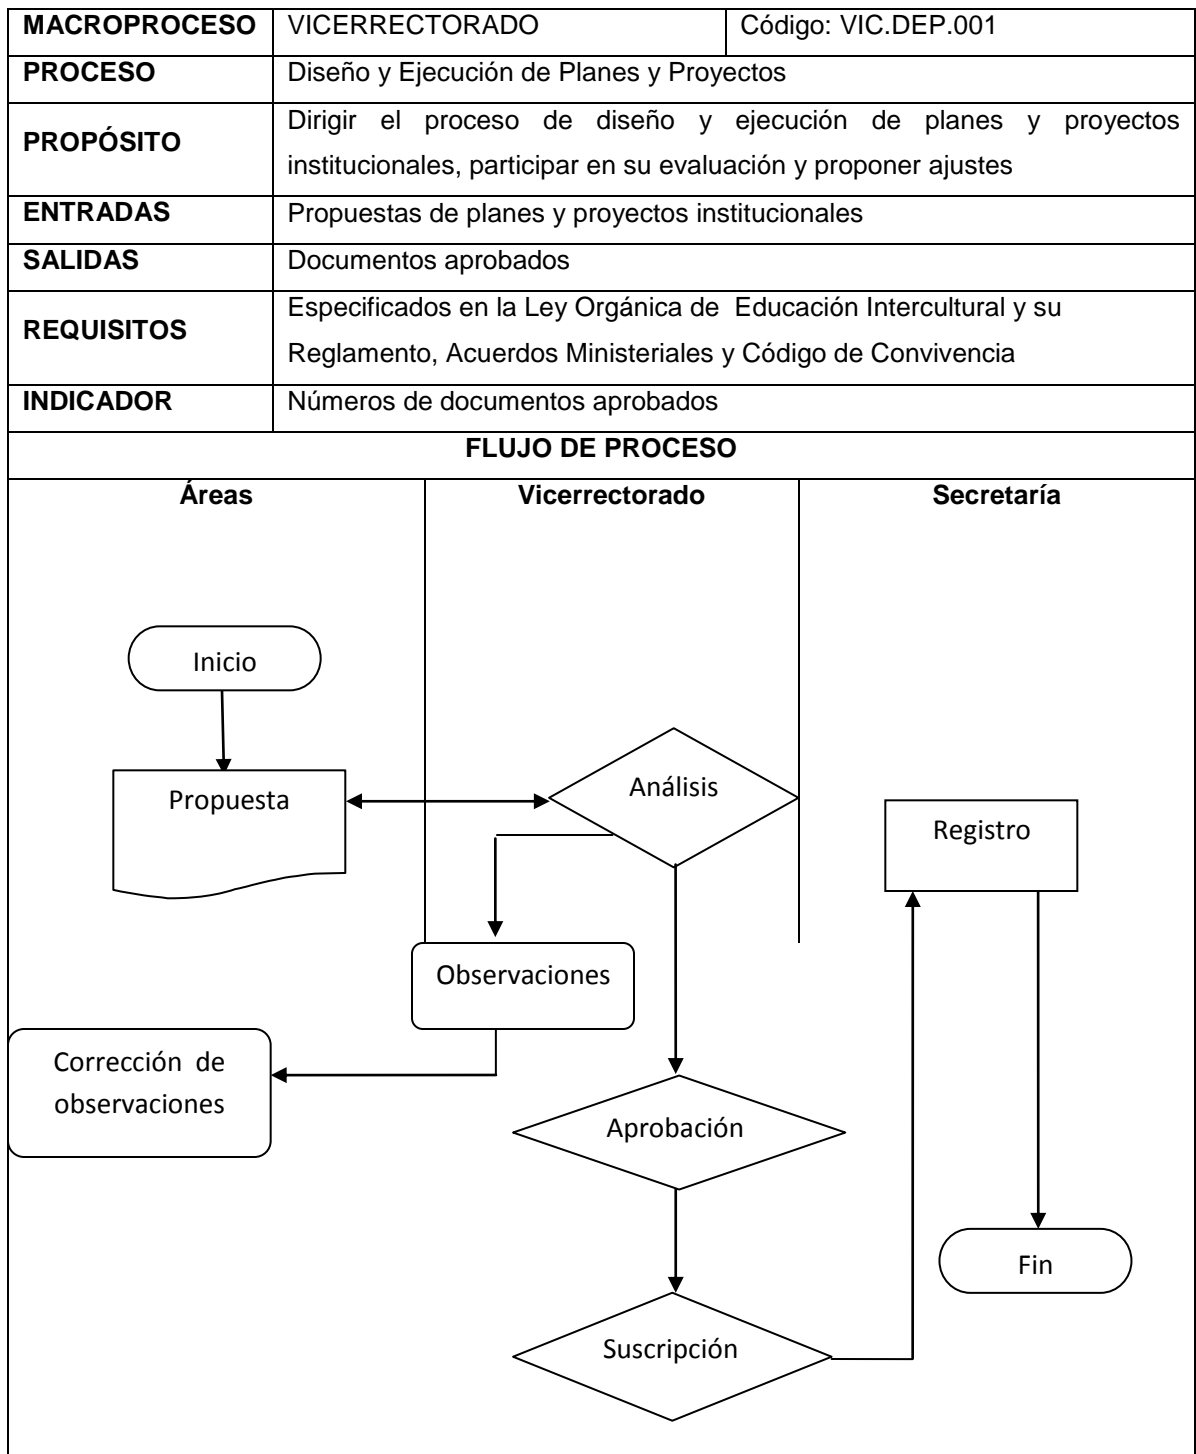 MACROPROCESO VICERRECTORADO Código: VIC.DEP.001
PROCESO Diseño y Ejecución de Planes y Proyectos
PROPÓSITO Dirigir el proceso de diseño y ejecución de planes y proyectos
institucionales, participar en su evaluación y proponer ajustes
ENTRADAS Propuestas de planes y proyectos institucionales
SALIDAS Documentos aprobados
REQUISITOS Especificados en la Ley Orgánica de Educación Intercultural y su
Reglamento, Acuerdos Ministeriales y Código de Convivencia
INDICADOR Números de documentos aprobados
FLUJO DE PROCESO
Áreas Vicerrectorado Secretaría
Inicio
Propuesta
Análisis
Registro
Observaciones
Corrección de
observaciones
Aprobación
Fin
Suscripción